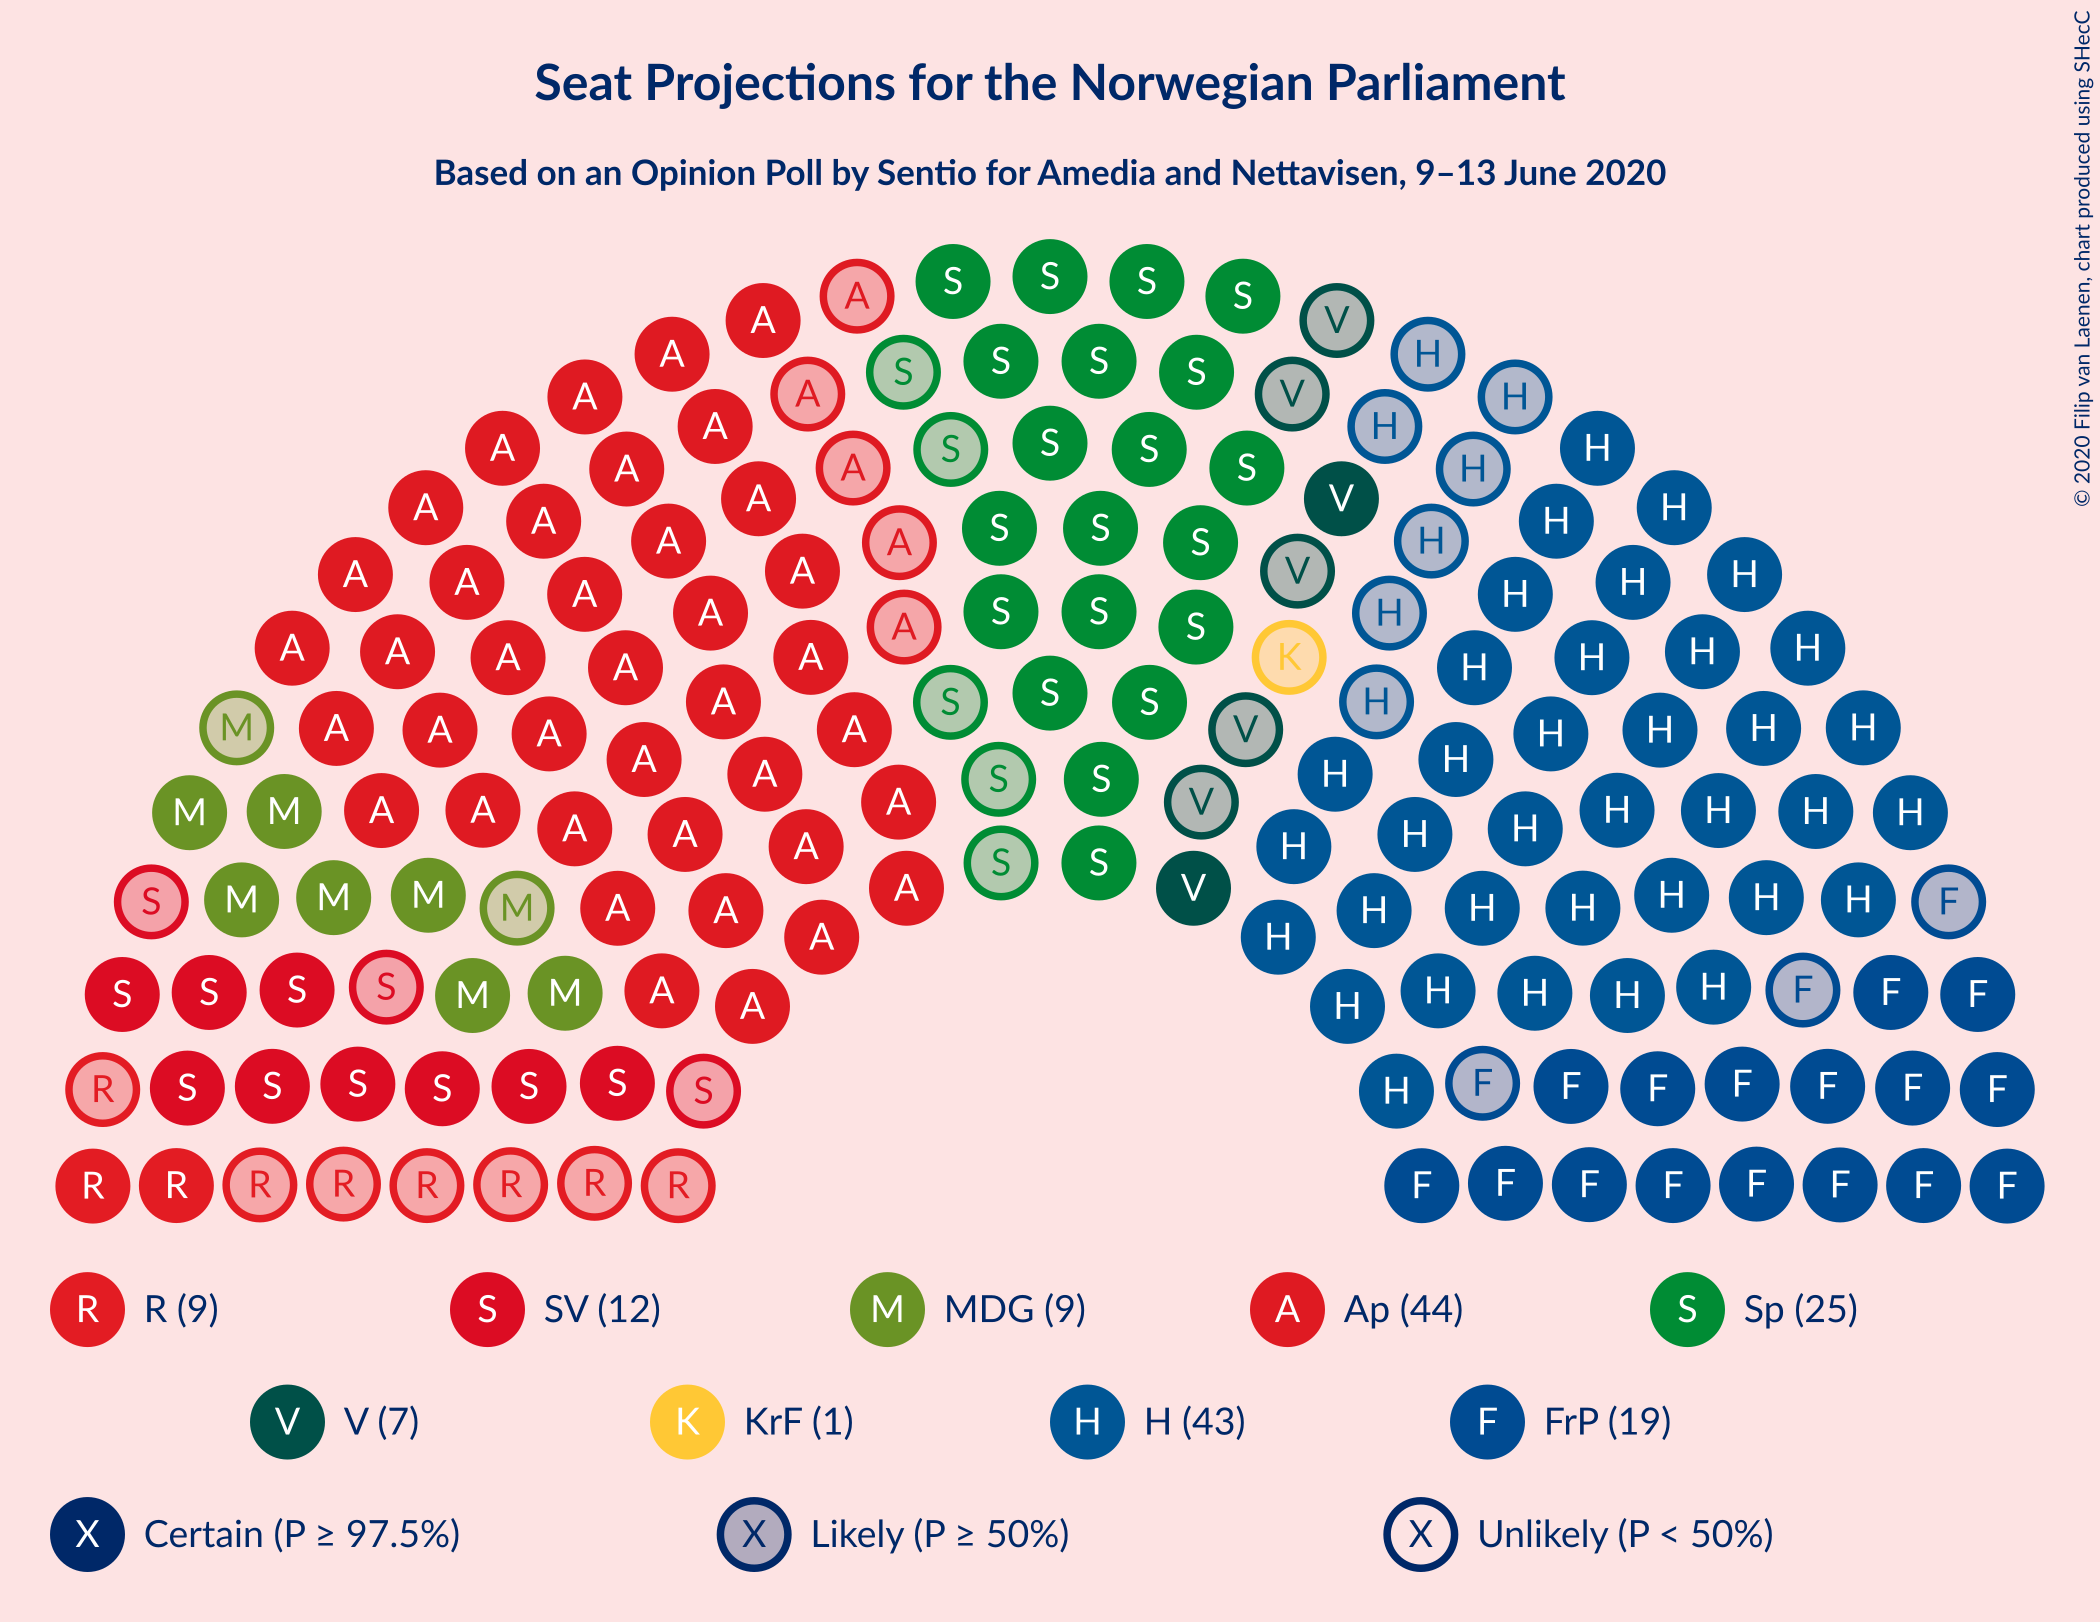 Seat Projections for the Norwegian Parliament
Based on an Opinion Poll by Sentio for Amedia and Nettavisen, 9–13 June 2020
© 2020 Filip van Laenen, chart produced using SHecC
A S S S S V
A A S S S S V H H
A A A S S S S V H H H
A A A A S S S V H H H
A A A A A S S S K H H H H
A A A A A S S S V H H H H H
M A A A A A S S V H H H H H H
M M A A A A A S S V H H H H H H H
S M M M M A A A A H H H H H H H H F
S S S S M M A A H H H H H F F F
R S S S S S S S H F F F F F F F
R R R R R R R R F F F F F F F F
R R (9) S SV (12) M MDG (9) A Ap (44) S Sp (25)
V V (7) K KrF (1) H H (43) F FrP (19)
X Certain (P ≥ 97.5%) X Likely (P ≥ 50%) X Unlikely (P < 50%)